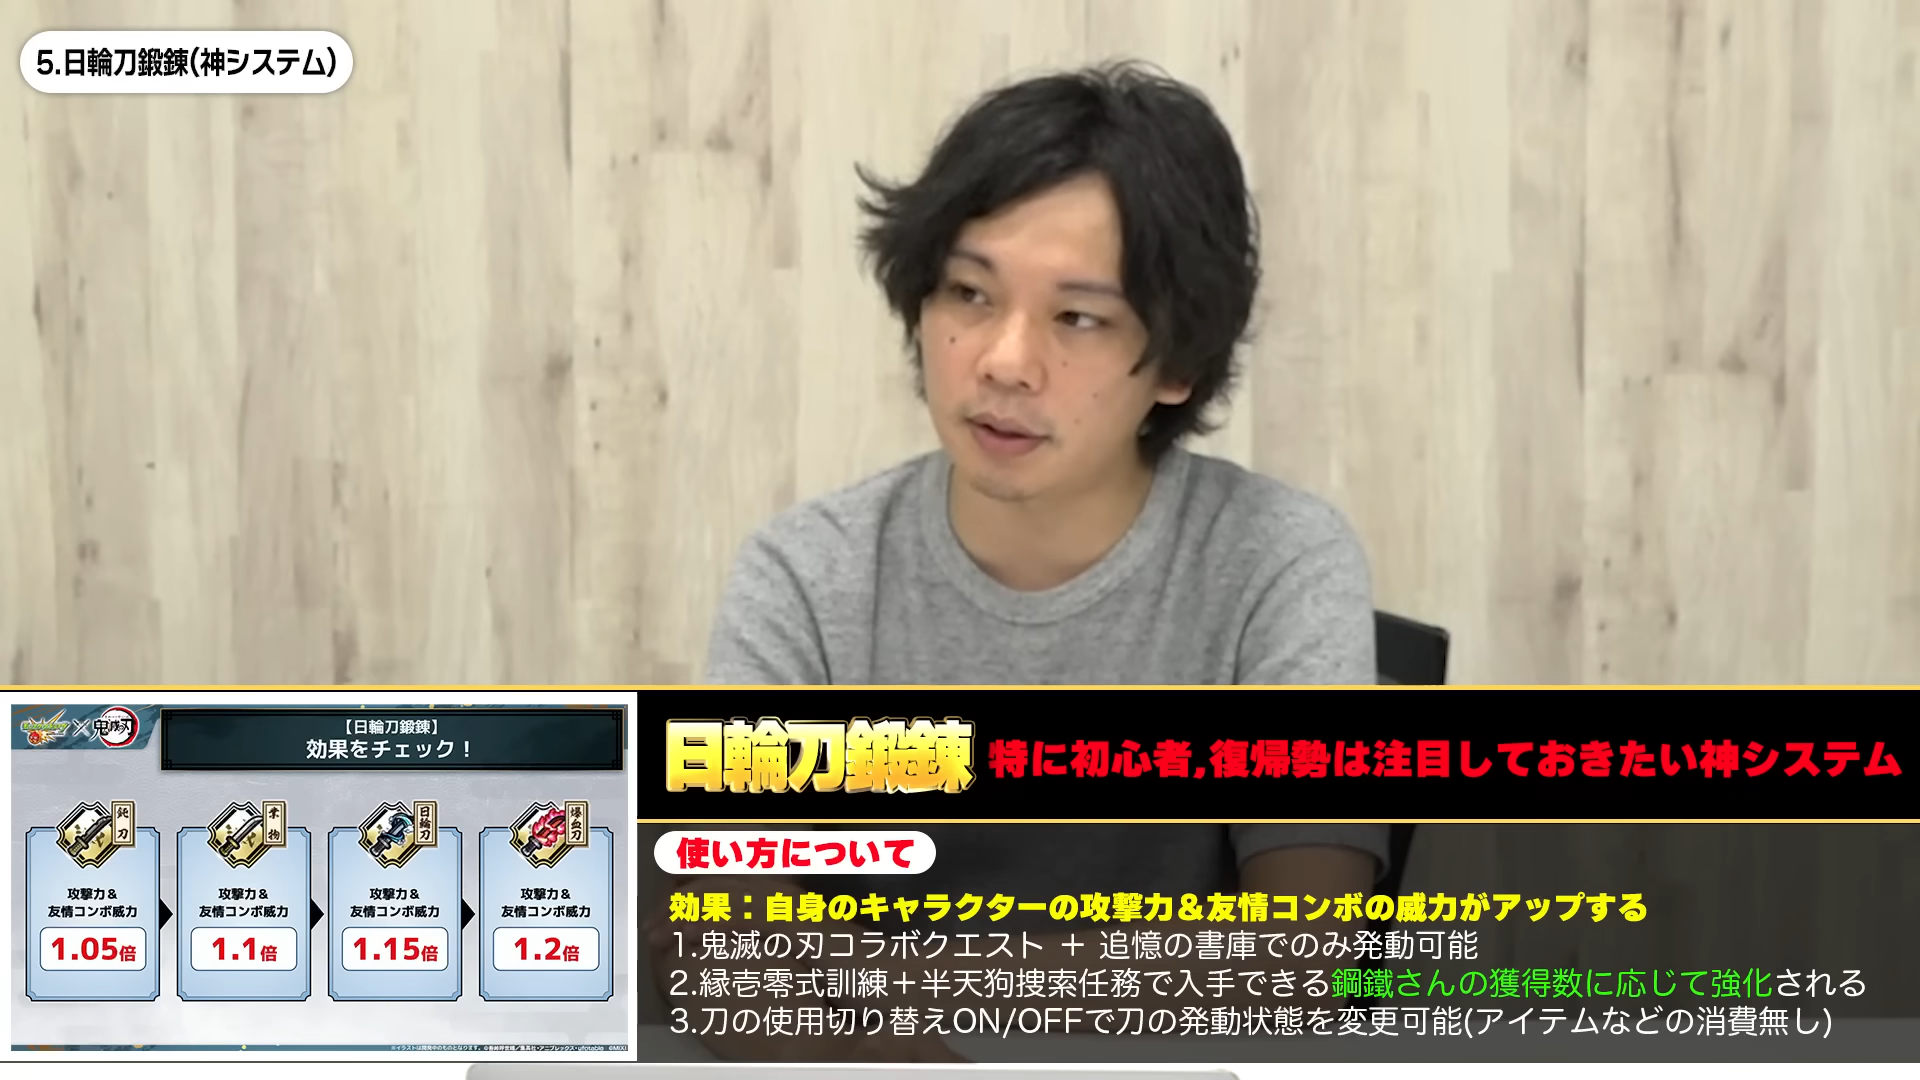 5.日輪刀鍛錬(神システム)
鬼滅刃
【日輪刀鍛錬】
効果をチェック！
鈍刀
業物
日輪刀
爆血刀
攻撃力&
友情コンボ威力
1.05倍
攻撃力&
友情コンボ威力
1.1倍
攻撃力&
友情コンボ威力
1.15倍
攻撃力&
友情コンボ威力
1.2倍
日輪刀鍛錬 特に初心者,復帰勢は注目しておきたい神システム
使い方について
効果：自身のキャラクターの攻撃力&友情コンボの威力がアップする
1.鬼滅の刃コラボクエスト ＋ 追憶の書庫でのみ発動可能
2.縁壱零式訓練＋半天狗捜索任務で入手できる鋼鐵さんの獲得数に応じて強化される
3.刀の使用切り替えON/OFFで刀の発動状態を変更可能(アイテムなどの消費無し)